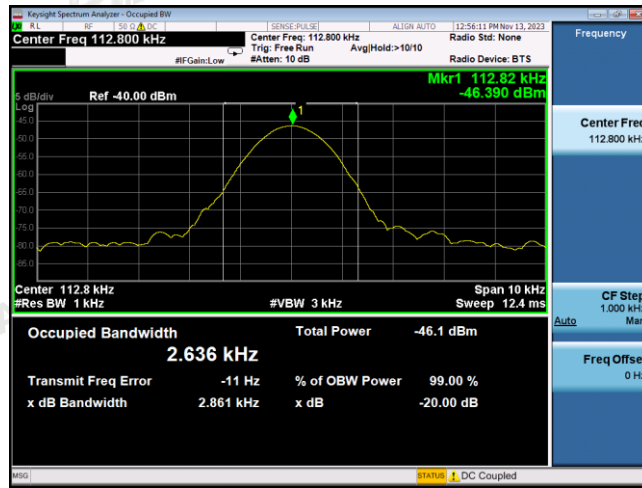 Keysight Spectrum Analyzer - Occupied BW
RL RF 50 Ω DC SENSE:PULSE ALIGN AUTO 12:56:11 PM Nov 13, 2023
Center Freq 112.800 kHz Center Freq: 112.800 kHz Radio Std: None Frequency
Trig: Free Run Avg|Hold:>10/10
#IFGain:Low #Atten: 10 dB Radio Device: BTS
Mkr1 112.82 kHz
5 dB/div Ref -40.00 dBm -46.390 dBm
Log
-45.0
1
-50.0
-55.0
-60.0
-65.0
-70.0
-75.0
-80.0
-85.0
Center Freq
112.800 kHz
Center 112.8 kHz Span 10 kHz
#Res BW 1 kHz #VBW 3 kHz Sweep 12.4 ms
CF Step
1.000 kHz
Auto Man
Occupied Bandwidth Total Power -46.1 dBm
2.636 kHz
Freq Offset
0 Hz
Transmit Freq Error -11 Hz % of OBW Power 99.00 %
x dB Bandwidth 2.861 kHz x dB -20.00 dB
MSG STATUS DC Coupled